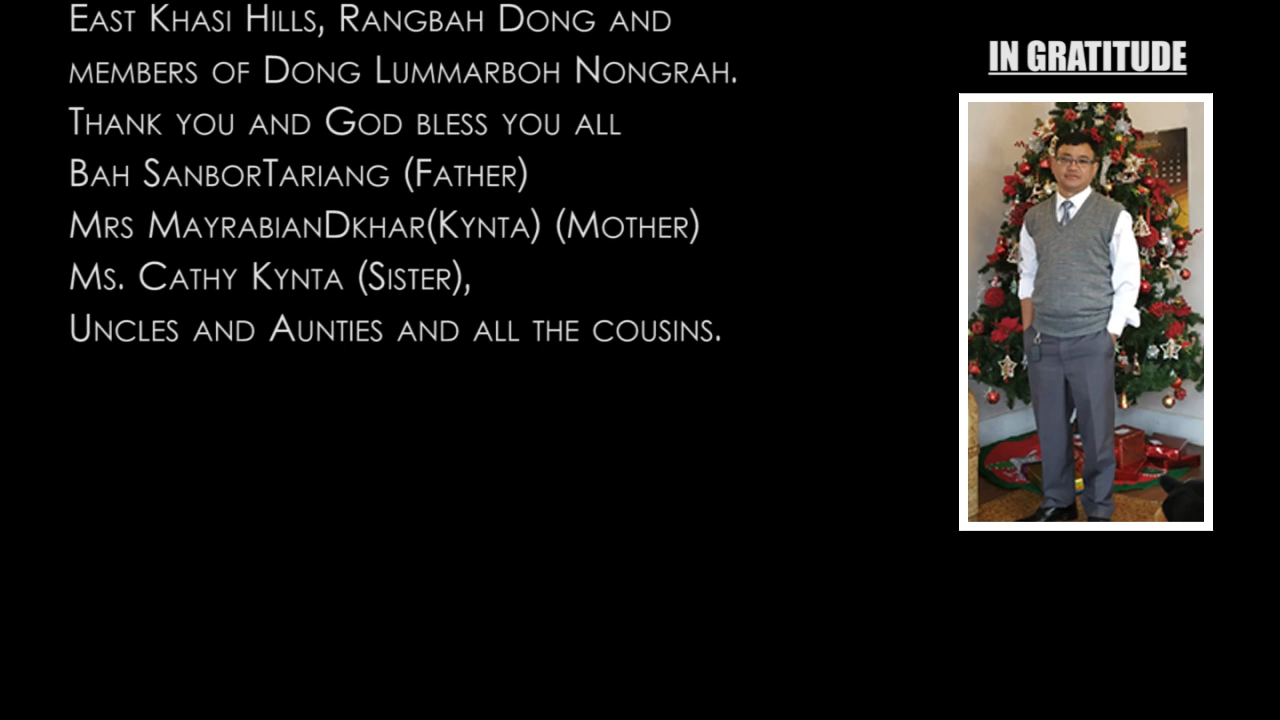 East Khasi Hills, Rangbah Dong and
members of Dong Lummarboh Nongrah.
Thank you and God bless you all
Bah SanborTariang (Father)
Mrs MayrabianDkhar(Kynta) (Mother)
Ms. Cathy Kynta (Sister),
Uncles and Aunties and all the cousins.
IN GRATITUDE